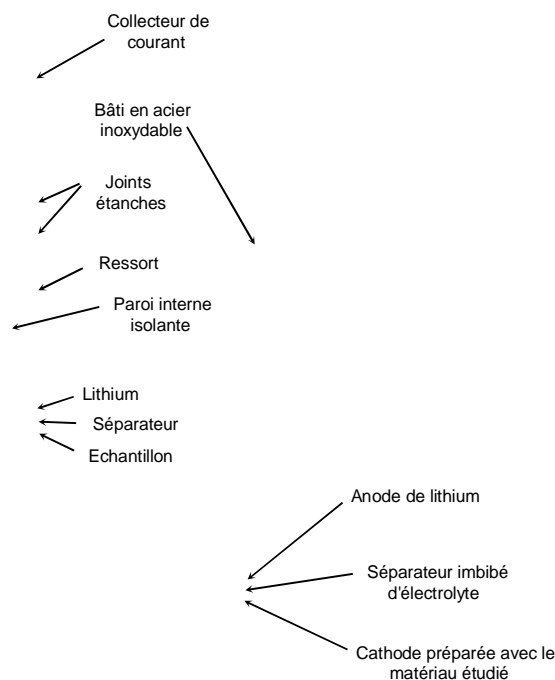 Collecteur de
courant
Bâti en acier
inoxydable
Joints
étanches
Ressort
Paroi interne
isolante
Lithium
Séparateur
Echantillon
Anode de lithium
Séparateur imbibé
d'électrolyte
Cathode préparée avec le
matériau étudié